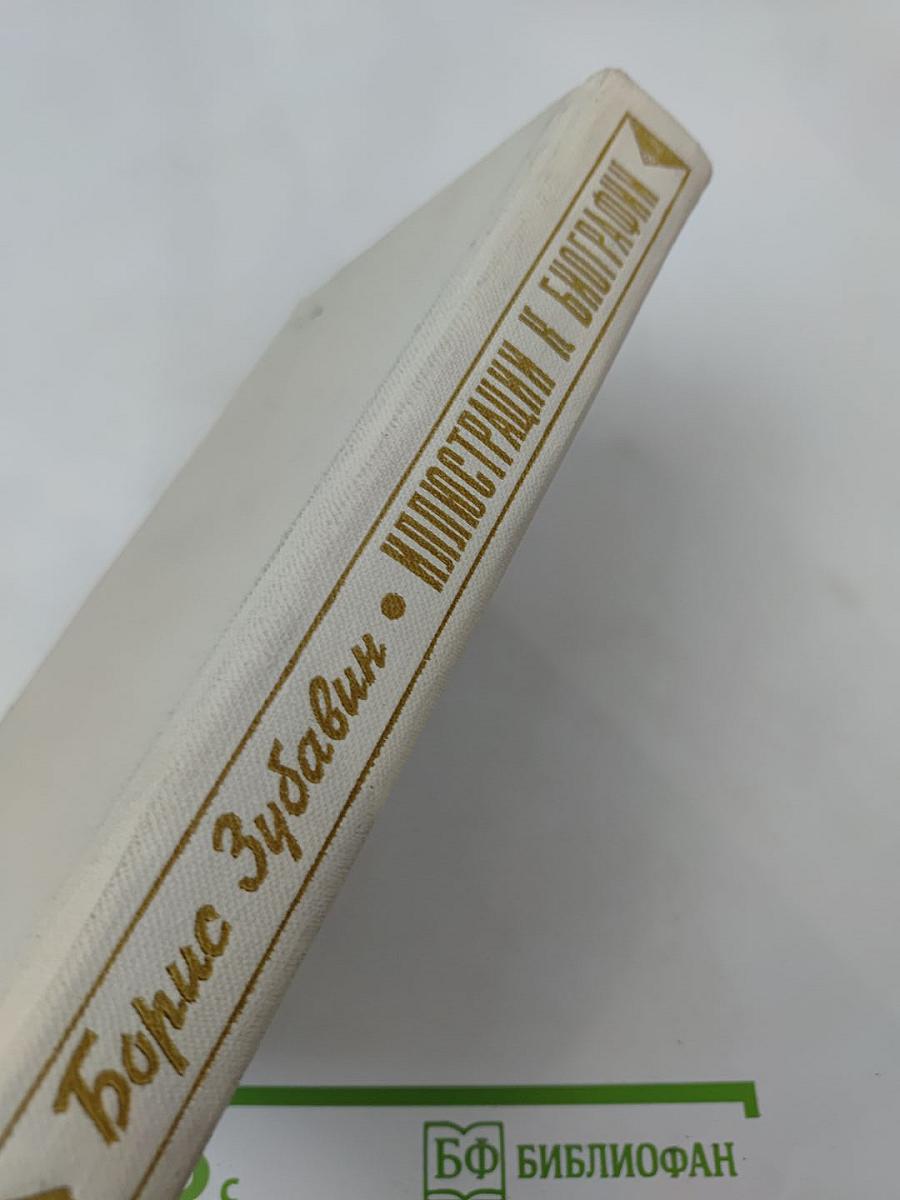 Борис Зубавин • ИЛЛЮСТРАЦИИ К БИОГРАФИИ
с
БФ БИБЛИОФАН